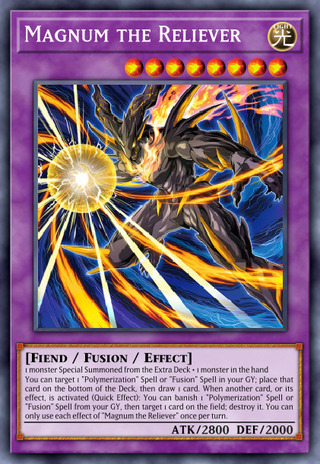 Magnum the Reliever
LIGHT
光
[Fiend / Fusion / Effect]
1 monster Special Summoned from the Extra Deck + 1 monster in the hand
You can target 1 "Polymerization" Spell or "Fusion" Spell in your GY; place that
card on the bottom of the Deck, then draw 1 card. When another card, or its
effect, is activated (Quick Effect): You can banish 1 "Polymerization" Spell or
"Fusion" Spell from your GY, then target 1 card on the field; destroy it. You can
only use each effect of "Magnum the Reliever" once per turn.
ATK/2800 DEF/2000